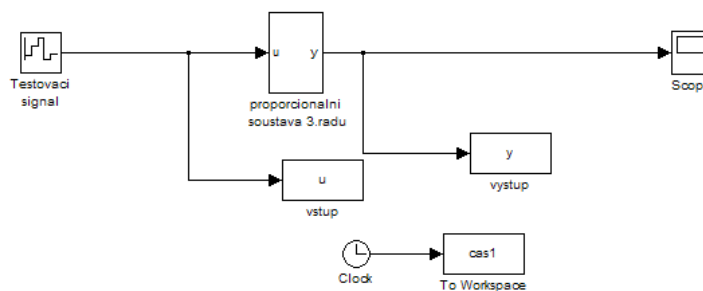 u
y
Testovaci
signal
proporcionalni
soustava 3.radu
Scop
u
vstup
y
vystup
Clock
cas1
To Workspace